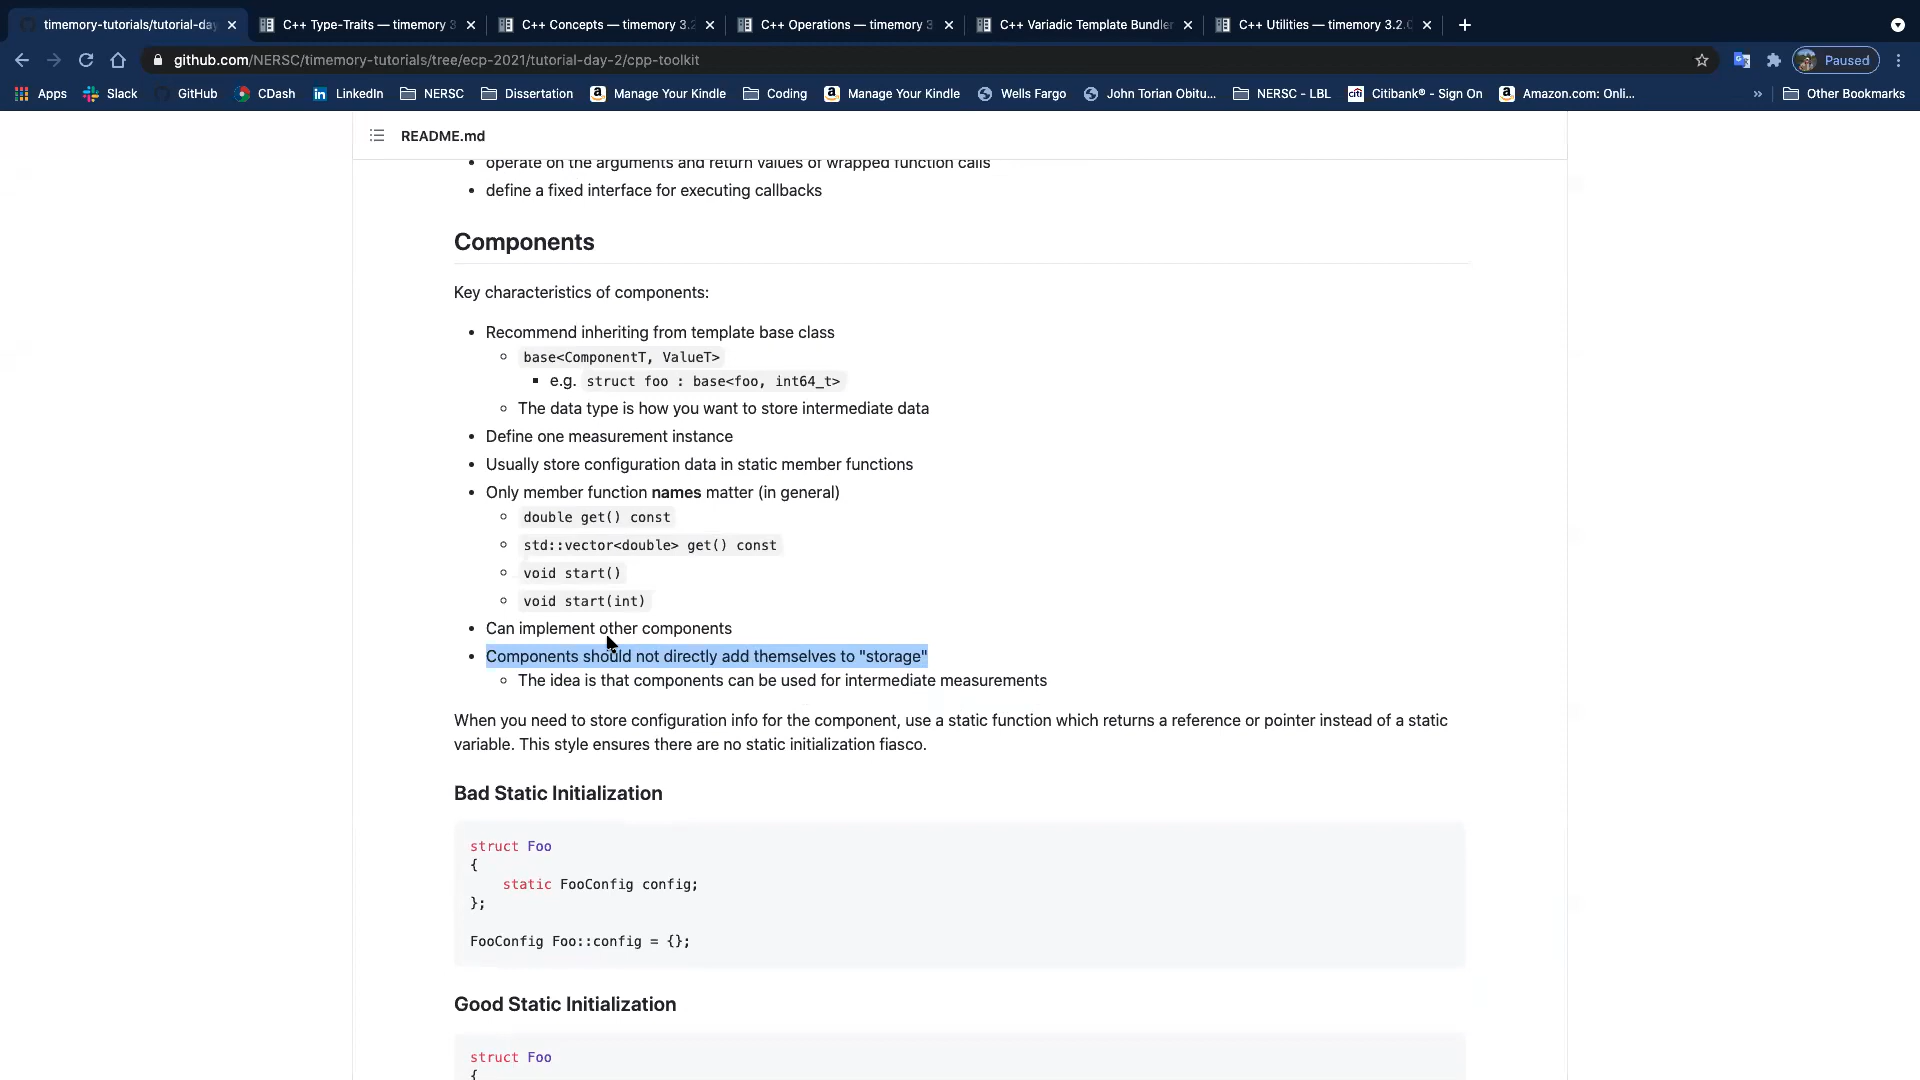 timemory-tutorials/tutorial-day
C++ Type-Traits — timemory 3
C++ Concepts — timemory 3.2
C++ Operations — timemory 3
C++ Variadic Template Bundler
C++ Utilities — timemory 3.2.0
github.com/NERSC/timemory-tutorials/tree/ecp-2021/tutorial-day-2/cpp-toolkit
Paused
Apps
Slack
GitHub
CDash
LinkedIn
NERSC
Dissertation
Manage Your Kindle
Coding
Manage Your Kindle
Wells Fargo
John Torian Obitu...
NERSC - LBL
Citibank® - Sign On
Amazon.com: Onli...
»
Other Bookmarks
README.md
operate on the arguments and return values of wrapped function calls
define a fixed interface for executing callbacks
Components
Key characteristics of components:
Recommend inheriting from template base class
base<ComponentT, ValueT>
e.g. struct foo : base<foo, int64_t>
The data type is how you want to store intermediate data
Define one measurement instance
Usually store configuration data in static member functions
Only member function names matter (in general)
double get() const
std::vector<double> get() const
void start()
void start(int)
Can implement other components
Components should not directly add themselves to "storage"
The idea is that components can be used for intermediate measurements
When you need to store configuration info for the component, use a static function which returns a reference or pointer instead of a static
variable. This style ensures there are no static initialization fiasco.
Bad Static Initialization
struct Foo
{
static FooConfig config;
};
FooConfig Foo::config = {};
Good Static Initialization
struct Foo
{